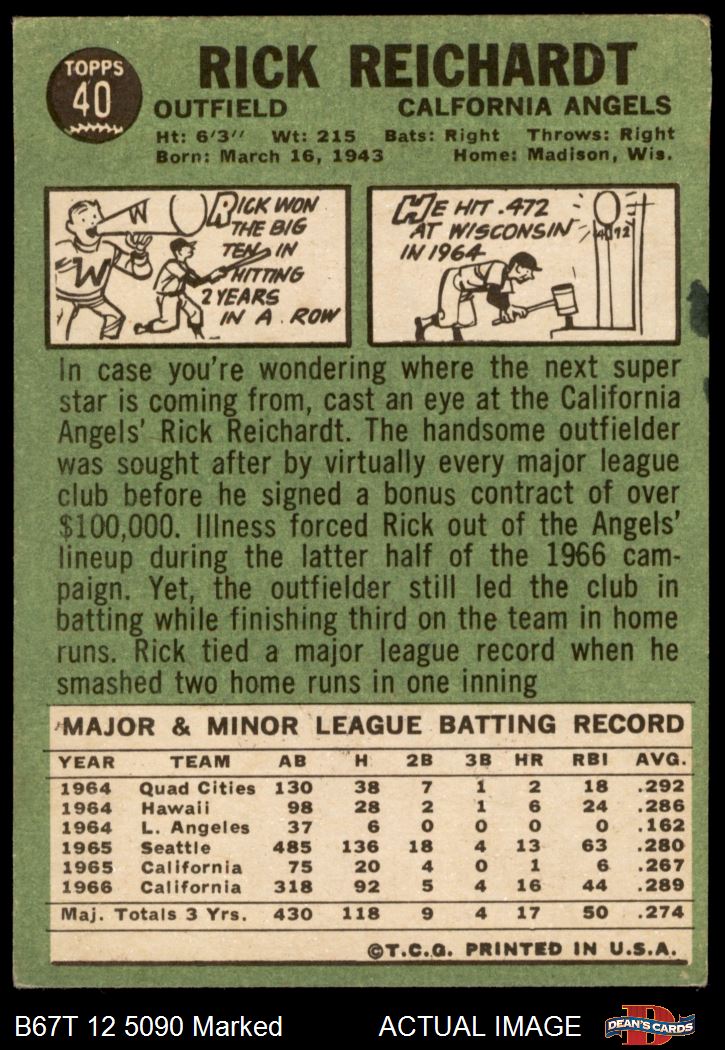 TOPPS
40
RICK REICHARDT
OUTFIELD CALFORNIA ANGELS
Ht: 6'3" Wt: 215 Bats: Right Throws: Right
Born: March 16, 1943 Home: Madison, Wis.
W
W
RICK WON
THE BIG
TEN IN
HITTING
2 YEARS
IN A ROW
HE HIT .472
AT WISCONSIN
IN 1964
In case you're wondering where the next super
star is coming from, cast an eye at the California
Angels' Rick Reichardt. The handsome outfielder
was sought after by virtually every major league
club before he signed a bonus contract of over
$100,000. Illness forced Rick out of the Angels'
lineup during the latter half of the 1966 cam-
paign. Yet, the outfielder still led the club in
batting while finishing third on the team in home
runs. Rick tied a major league record when he
smashed two home runs in one inning
MAJOR & MINOR LEAGUE BATTING RECORD
YEAR TEAM AB H 2B 3B HR RBI AVG.
1964 Quad Cities 130 38 7 1 2 18 .292
1964 Hawaii 98 28 2 1 6 24 .286
1964 L. Angeles 37 6 0 0 0 0 .162
1965 Seattle 485 136 18 4 13 63 .280
1965 California 75 20 4 0 1 6 .267
1966 California 318 92 5 4 16 44 .289
Maj. Totals 3 Yrs. 430 118 9 4 17 50 .274
©T.C.G. PRINTED IN U.S.A.
B67T 12 5090 Marked ACTUAL IMAGE
D
DEAN'S CARDS